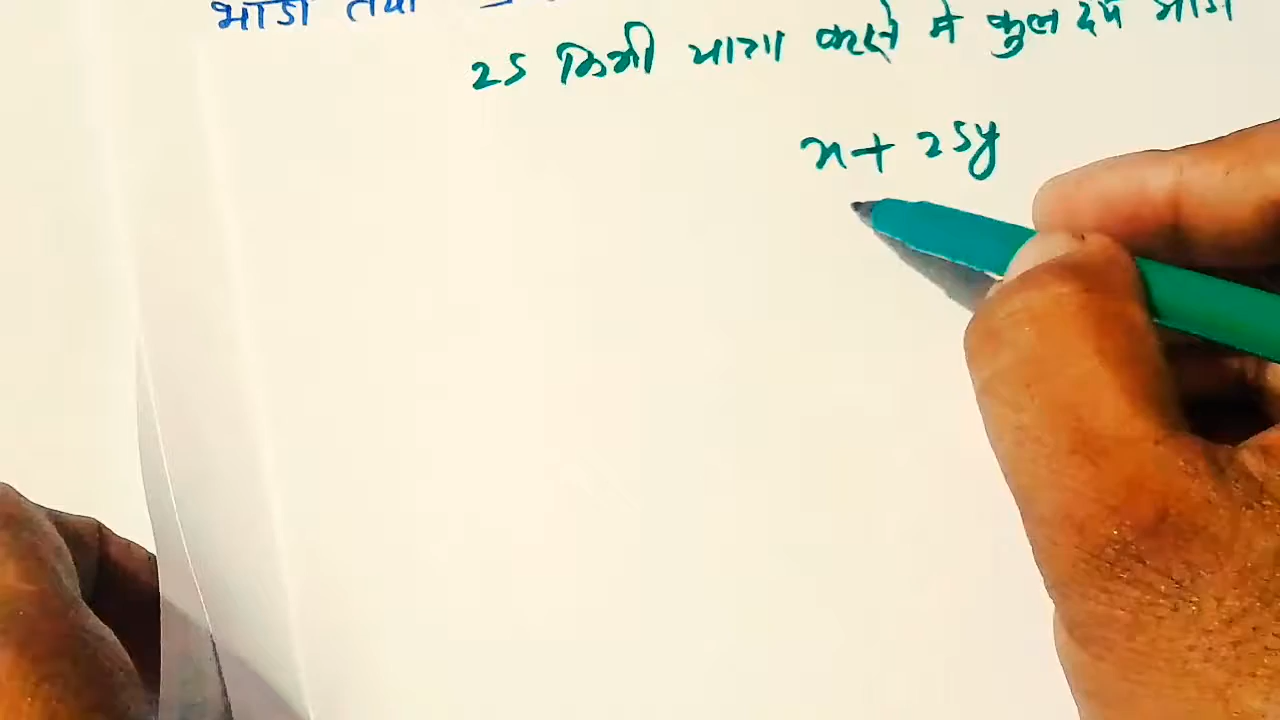 भाड़ा तथा
25 किमी यात्रा करने में कुल देय भाड़ा
x + 25y